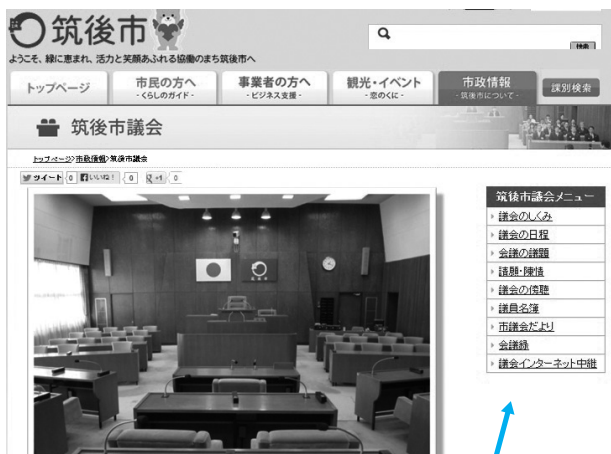 筑後市
検索
ようこそ、緑に恵まれ、活力と笑顔あふれる協働のまち筑後市へ
トップページ
市民の方へ
- くらしのガイド -
事業者の方へ
- ビジネス支援 -
観光・イベント
- 恋のくに -
市政情報
- 筑後市について -
課別検索
筑後市議会
トップページ>市政情報>筑後市議会
ツイート 0 いいね! 0 +1 0
筑後市議会メニュー
議会のしくみ
議会の日程
会議の議題
請願・陳情
議会の傍聴
議員名簿
市議会だより
会議録
議会インターネット中継